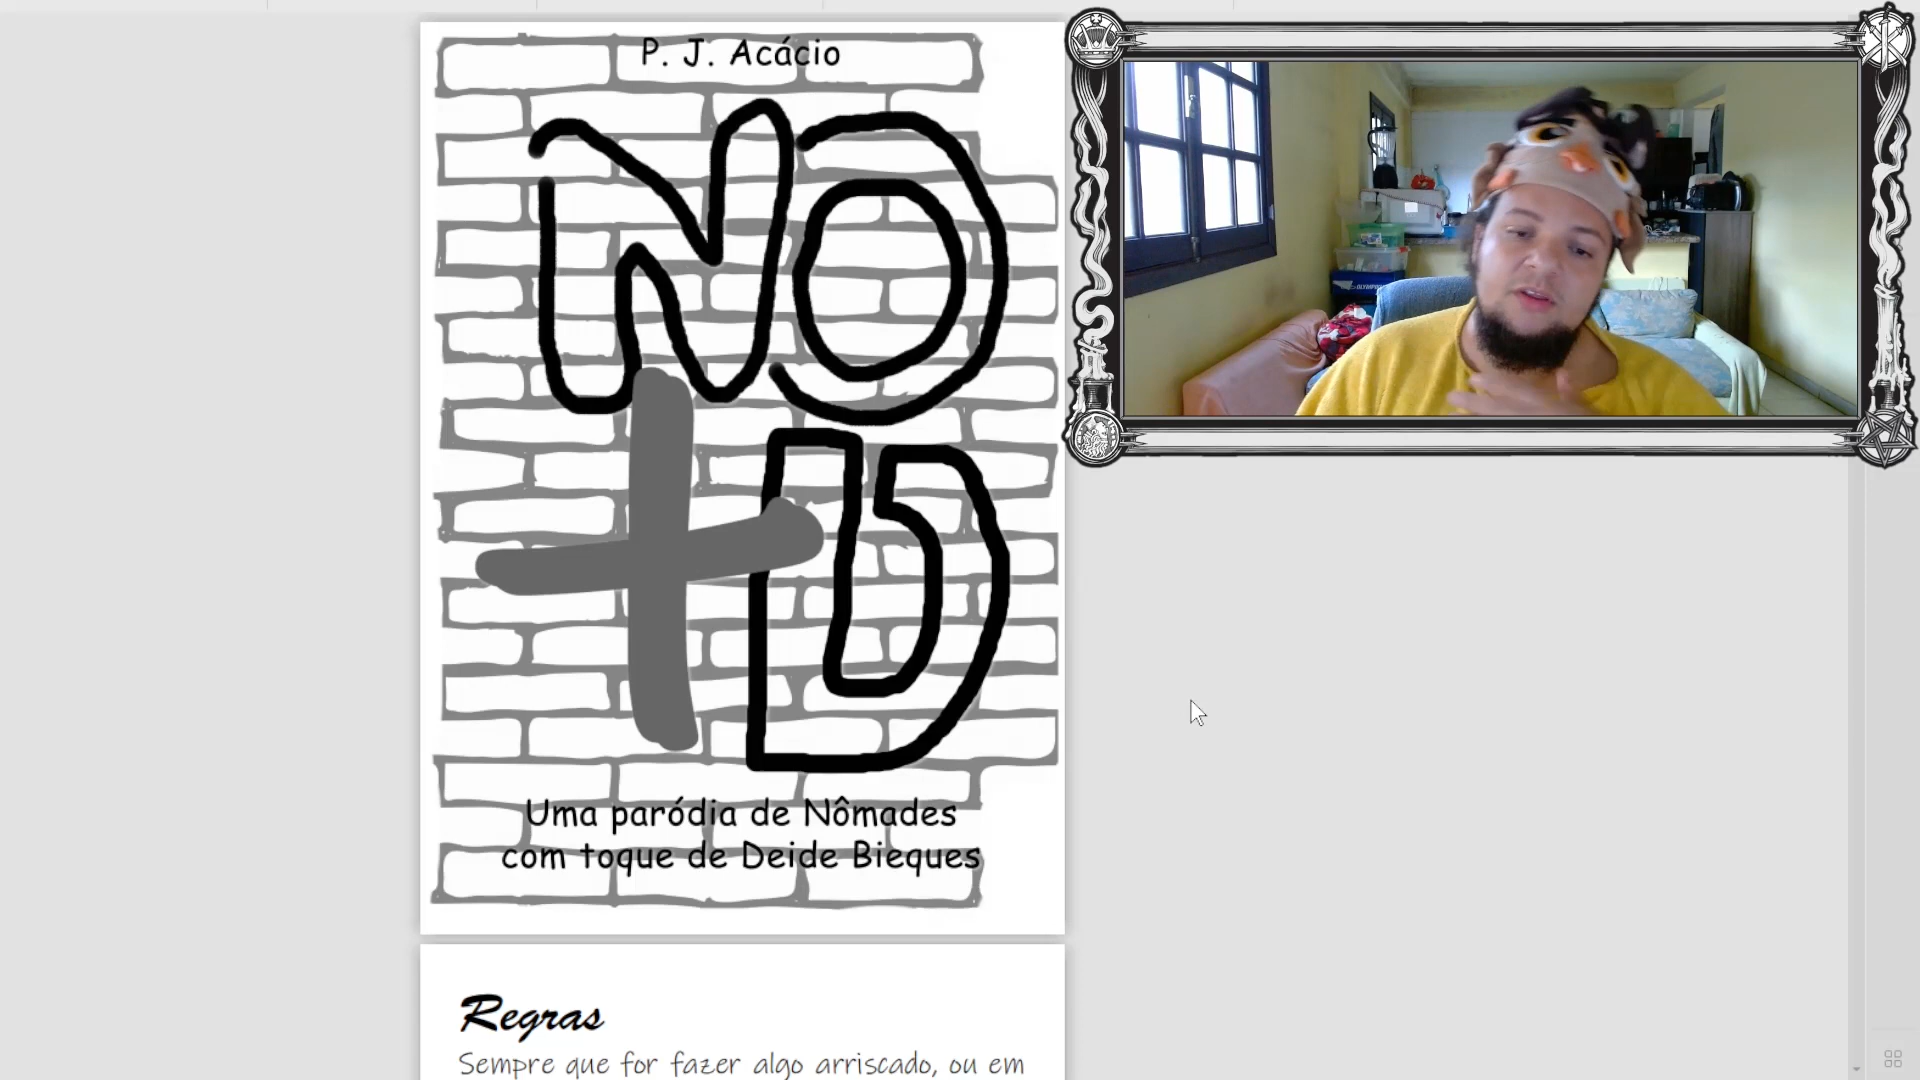 P. J. Acácio
NO
+D
Uma paródia de Nômades
com toque de Deide Bieques
OLYMPIKUS
Regras
Sempre que for fazer algo arriscado, ou em